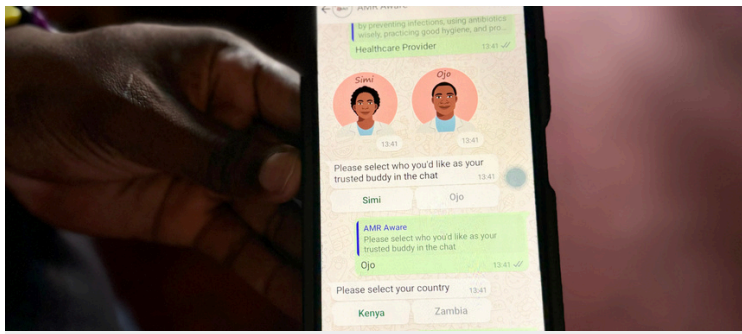 AMR Aware
by preventing infections, using antibiotics
wisely, practicing good hygiene, and pro...
Healthcare Provider
13:41
Simi
Ojo
13:41
13:41
Please select who you'd like as your
trusted buddy in the chat
13:41
Simi
Ojo
AMR Aware
Please select who you'd like as your
trusted buddy in the chat
Ojo
13:41
Please select your country
13:41
Kenya
Zambia